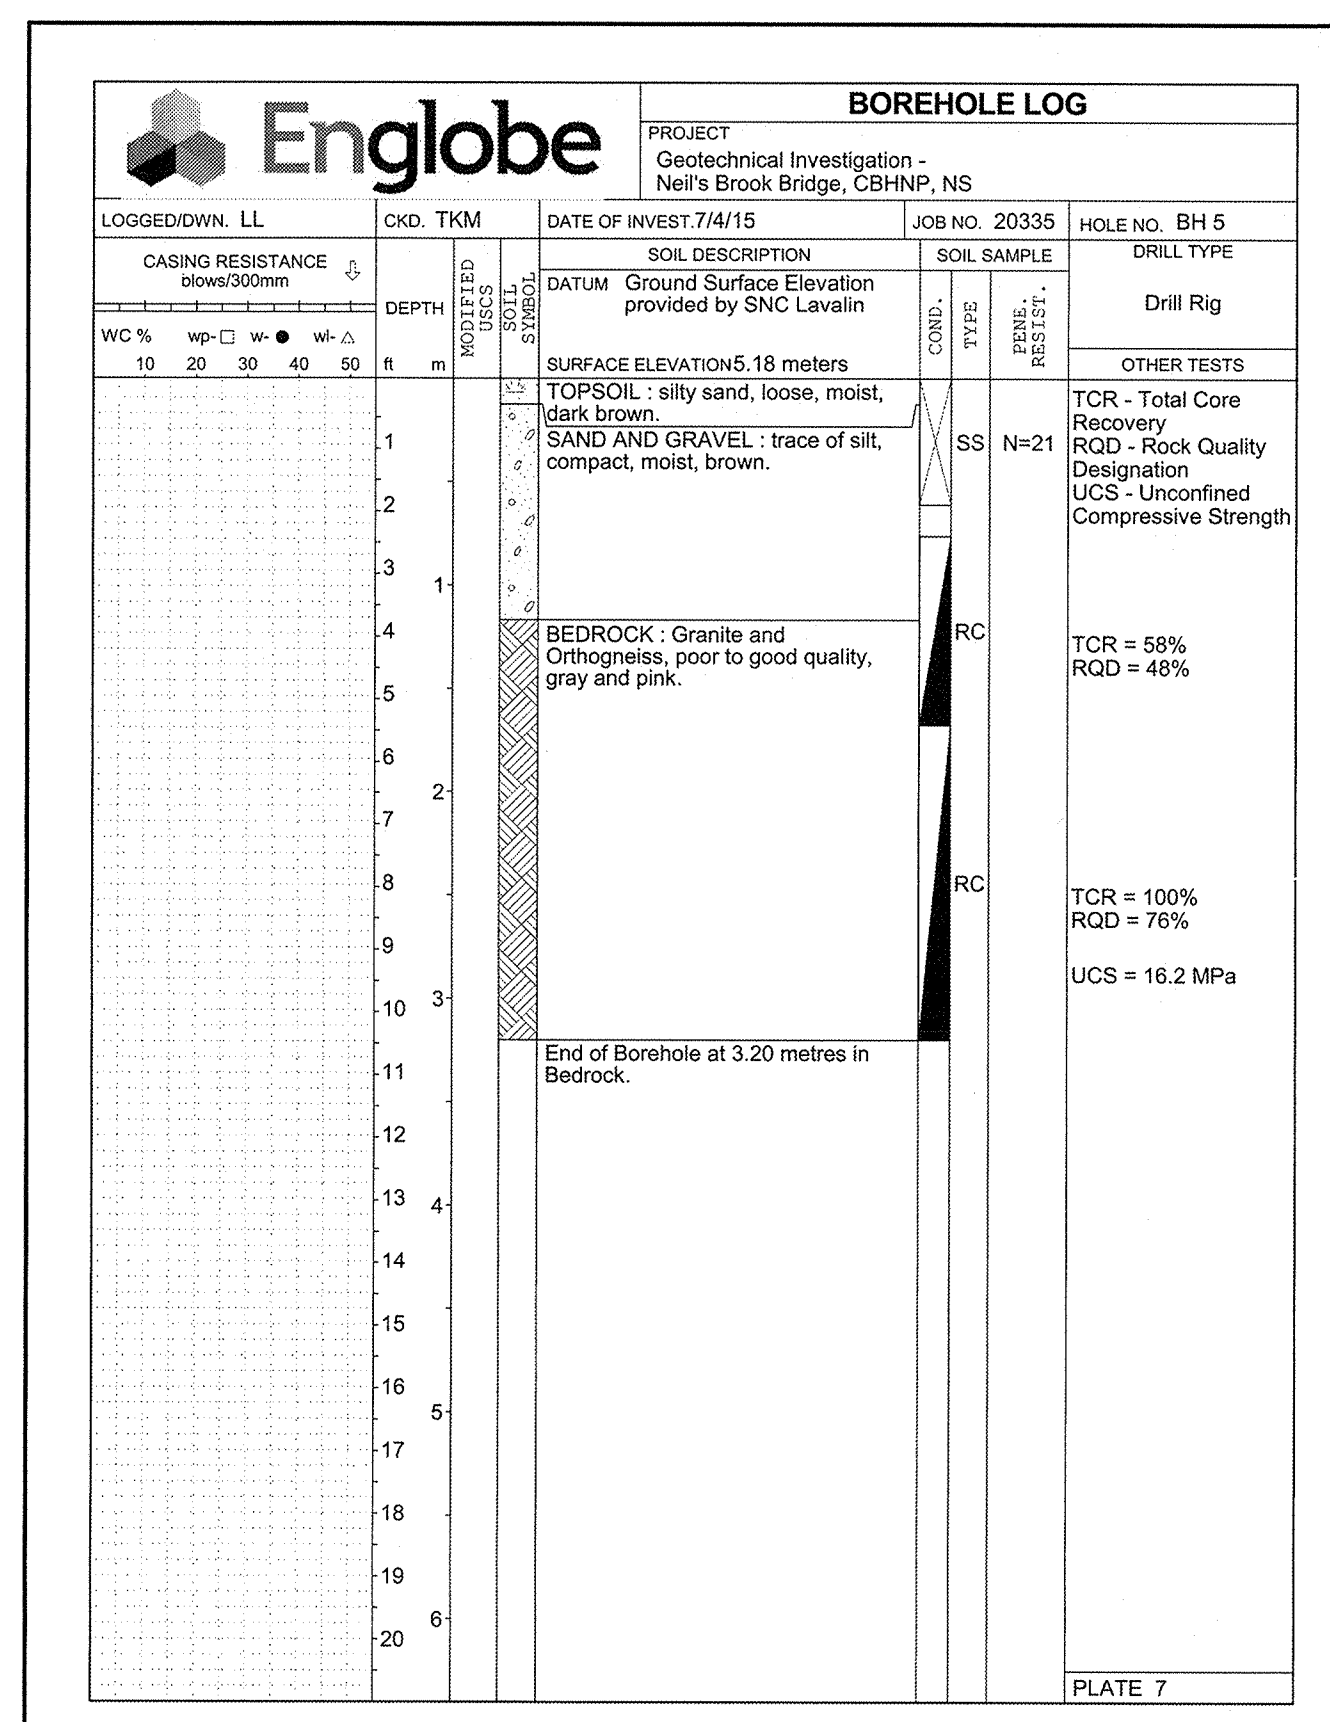 Englobe
BOREHOLE LOG
PROJECT
Geotechnical Investigation -
Neil's Brook Bridge, CBHNP, NS
LOGGED/DWN. LL
CKD. TKM
DATE OF INVEST.7/4/15
JOB NO. 20335
HOLE NO. BH 5
CASING RESISTANCE
blows/300mm
WC % wp- w- wl-
10 20 30 40 50
DEPTH
ft m
MODIFIED
USCS
SOIL
SYMBOL
SOIL DESCRIPTION
DATUM Ground Surface Elevation
provided by SNC Lavalin
SURFACE ELEVATION5.18 meters
SOIL SAMPLE
COND.
TYPE
PENE.
RESIST.
DRILL TYPE
Drill Rig
OTHER TESTS
TOPSOIL : silty sand, loose, moist,
dark brown.
SAND AND GRAVEL : trace of silt,
compact, moist, brown.
SS N=21
TCR - Total Core
Recovery
RQD - Rock Quality
Designation
UCS - Unconfined
Compressive Strength
BEDROCK : Granite and
Orthogneiss, poor to good quality,
gray and pink.
RC
TCR = 58%
RQD = 48%
RC
TCR = 100%
RQD = 76%
UCS = 16.2 MPa
End of Borehole at 3.20 metres in
Bedrock.
1
2
3
1
4
5
6
2
7
8
9
3
10
11
12
13
4
14
15
16
5
17
18
19
6
20
PLATE 7